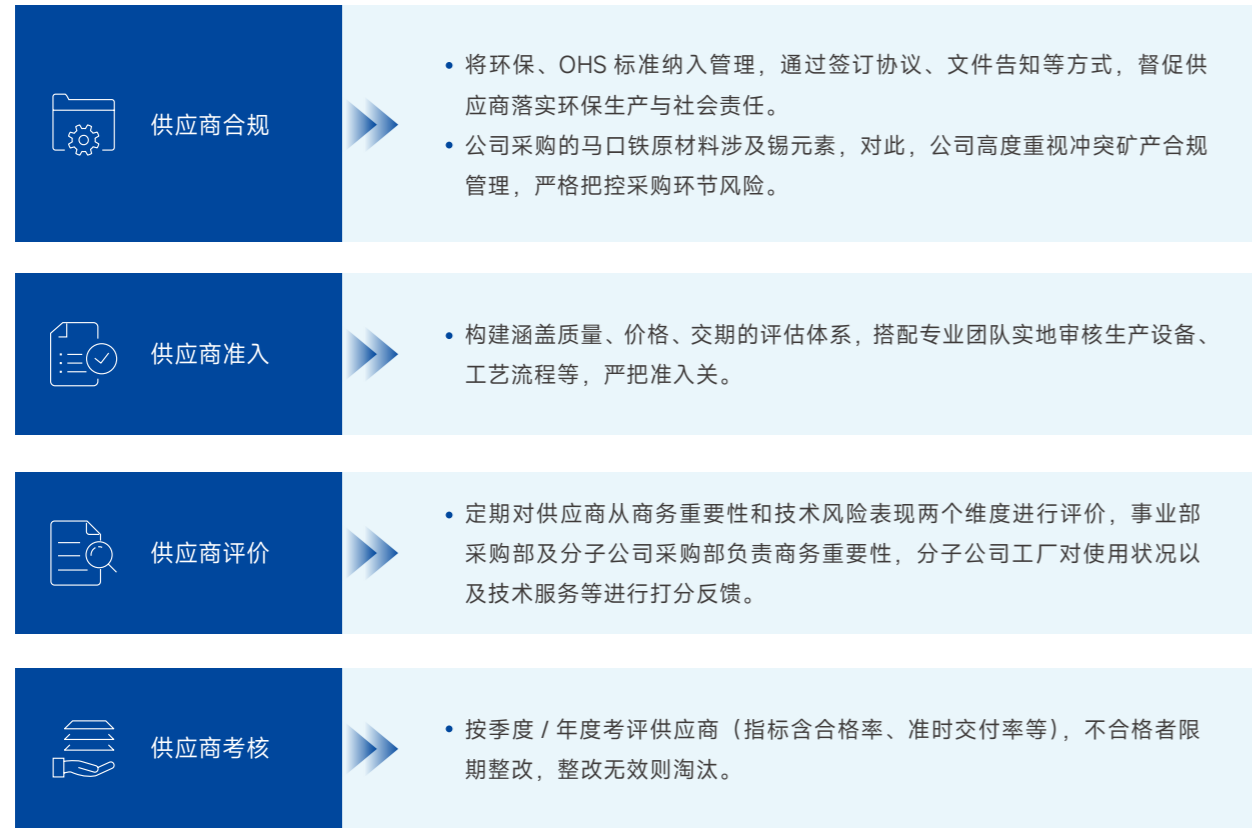 供应商合规
• 将环保、OHS 标准纳入管理，通过签订协议、文件告知等方式，督促供
应商落实环保生产与社会责任。
• 公司采购的马口铁原材料涉及锡元素，对此，公司高度重视冲突矿产合规
管理，严格把控采购环节风险。
供应商准入
• 构建涵盖质量、价格、交期的评估体系，搭配专业团队实地审核生产设备、
工艺流程等，严把准入关。
供应商评价
• 定期对供应商从商务重要性和技术风险表现两个维度进行评价，事业部
采购部及分子公司采购部负责商务重要性，分子公司工厂对使用状况以
及技术服务等进行打分反馈。
供应商考核
• 按季度 / 年度考评供应商（指标含合格率、准时交付率等），不合格者限
期整改，整改无效则淘汰。